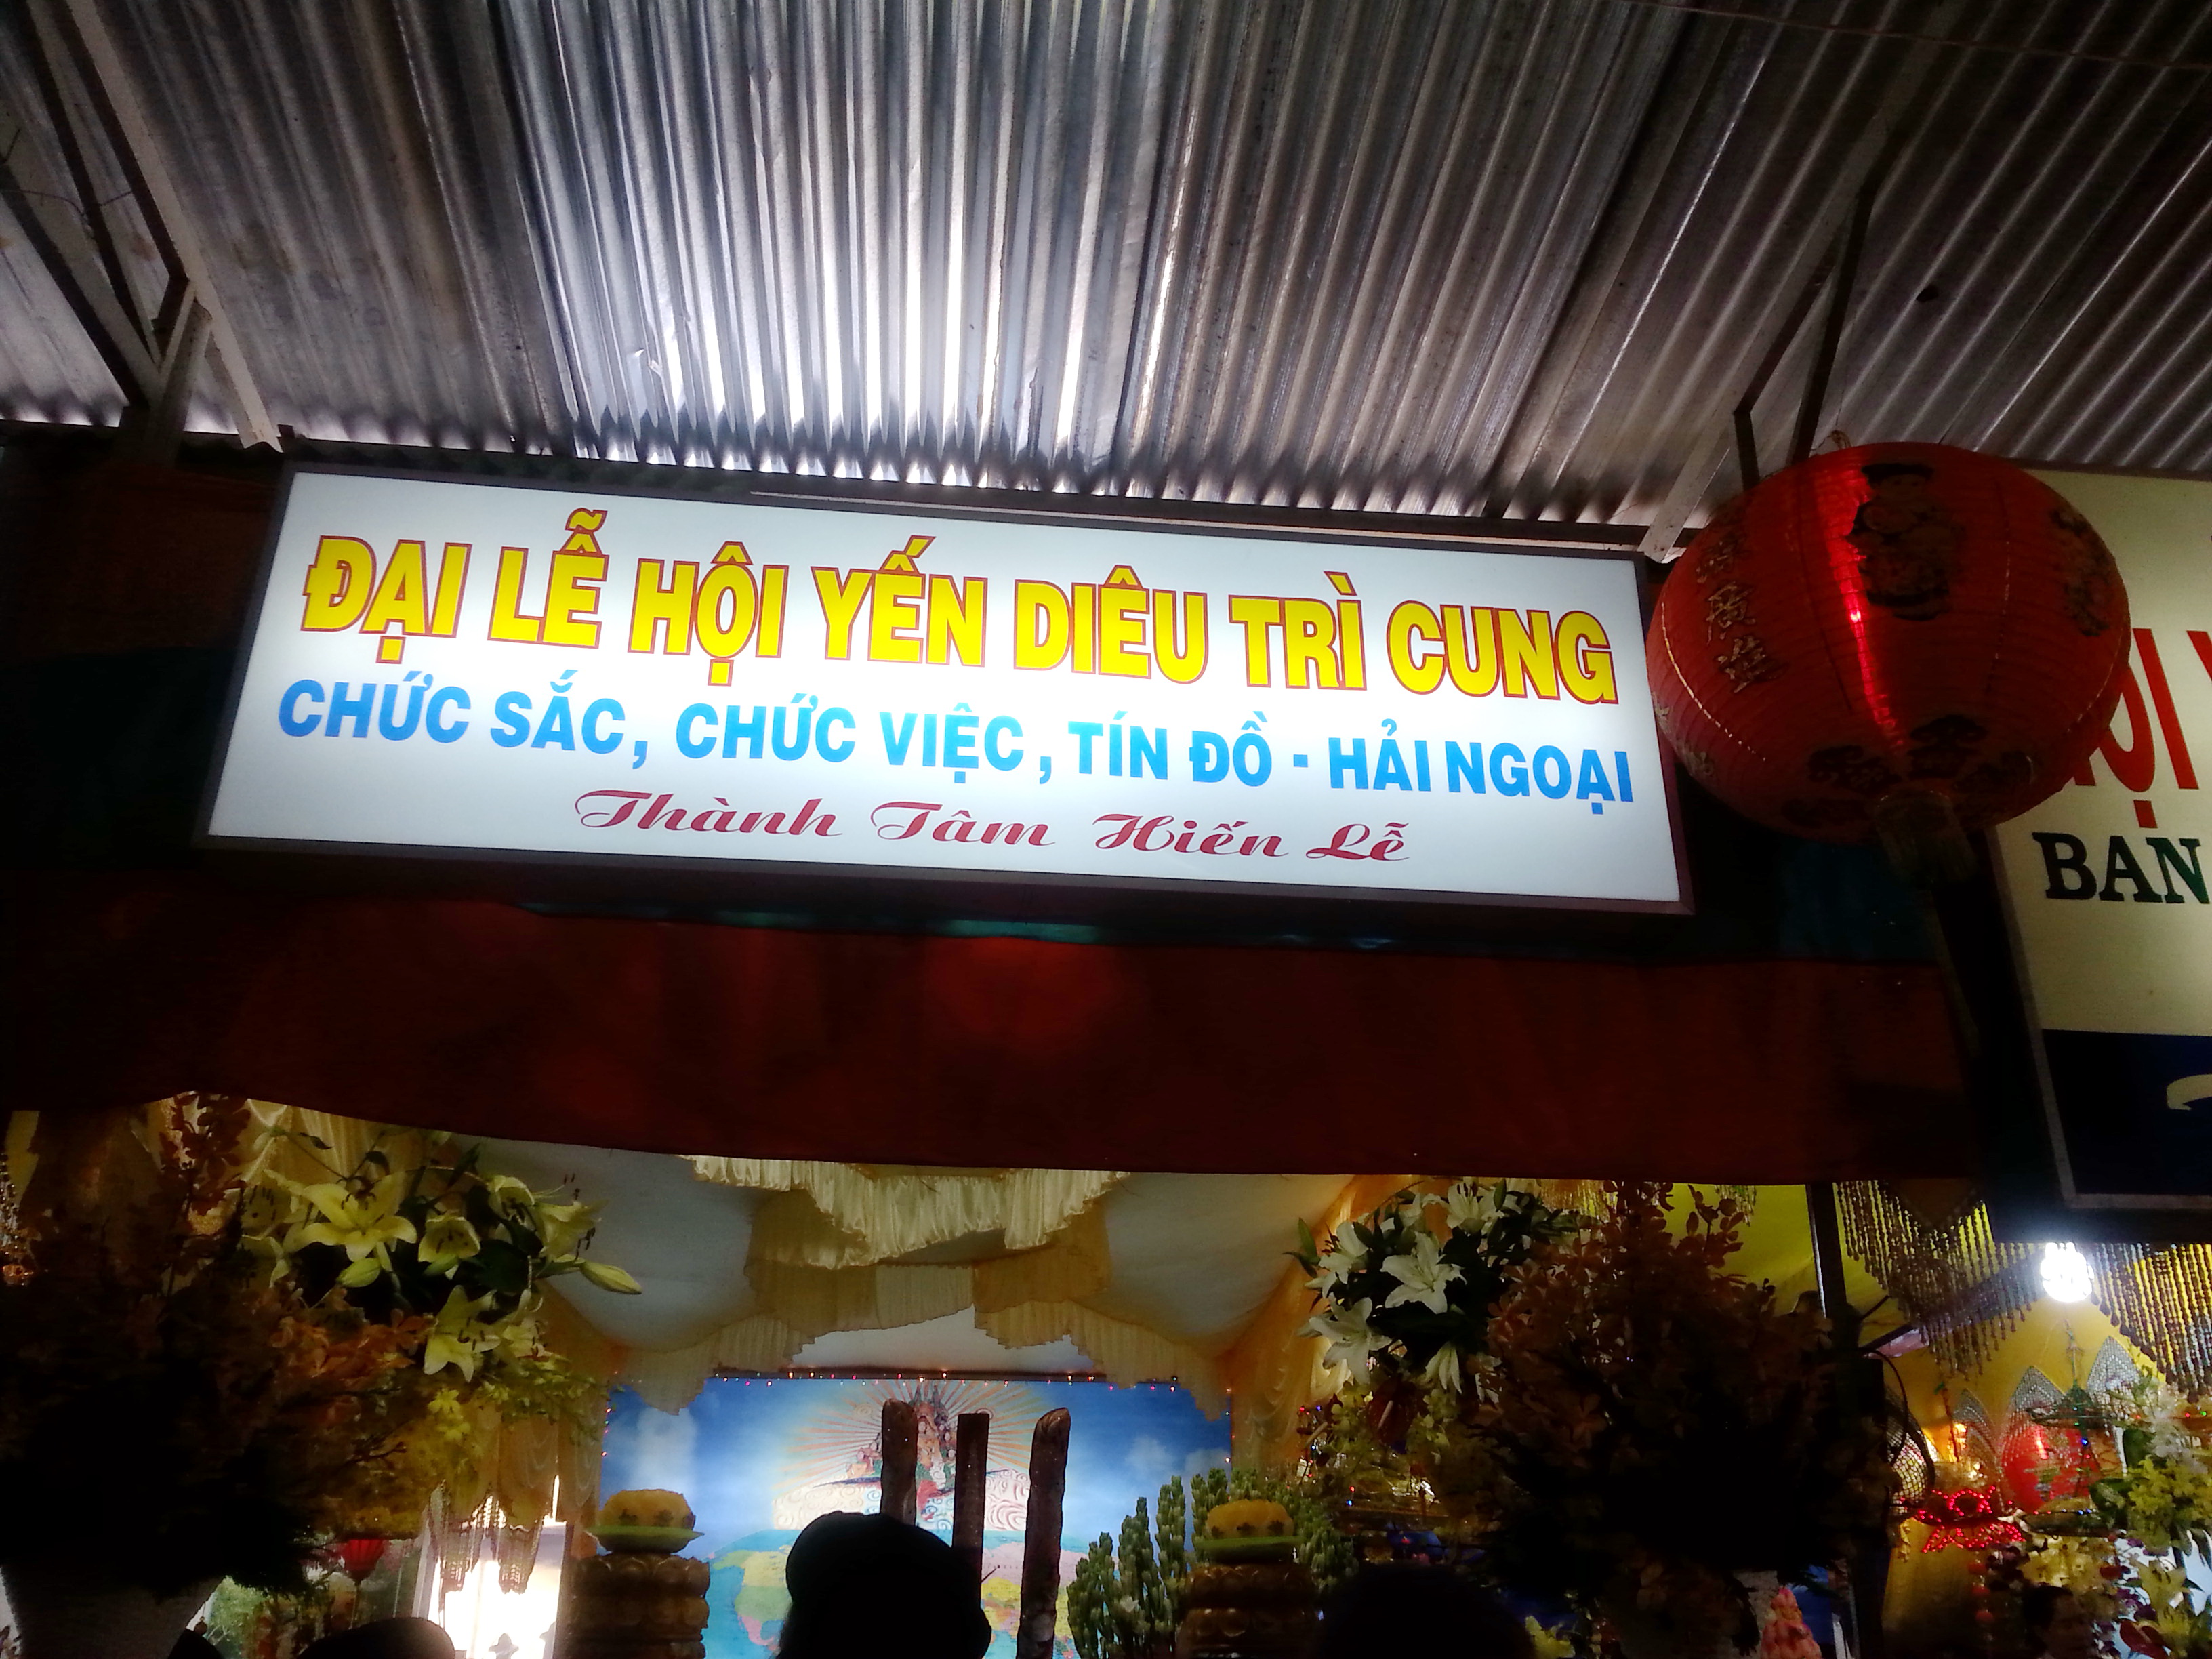 ĐẠI LỄ HỘI YẾN DIÊU TRÌ CUNG
CHỨC SẮC, CHỨC VIỆC, TÍN ĐỒ - HẢI NGOẠI
Thành Tâm Hiến Lễ
BAN